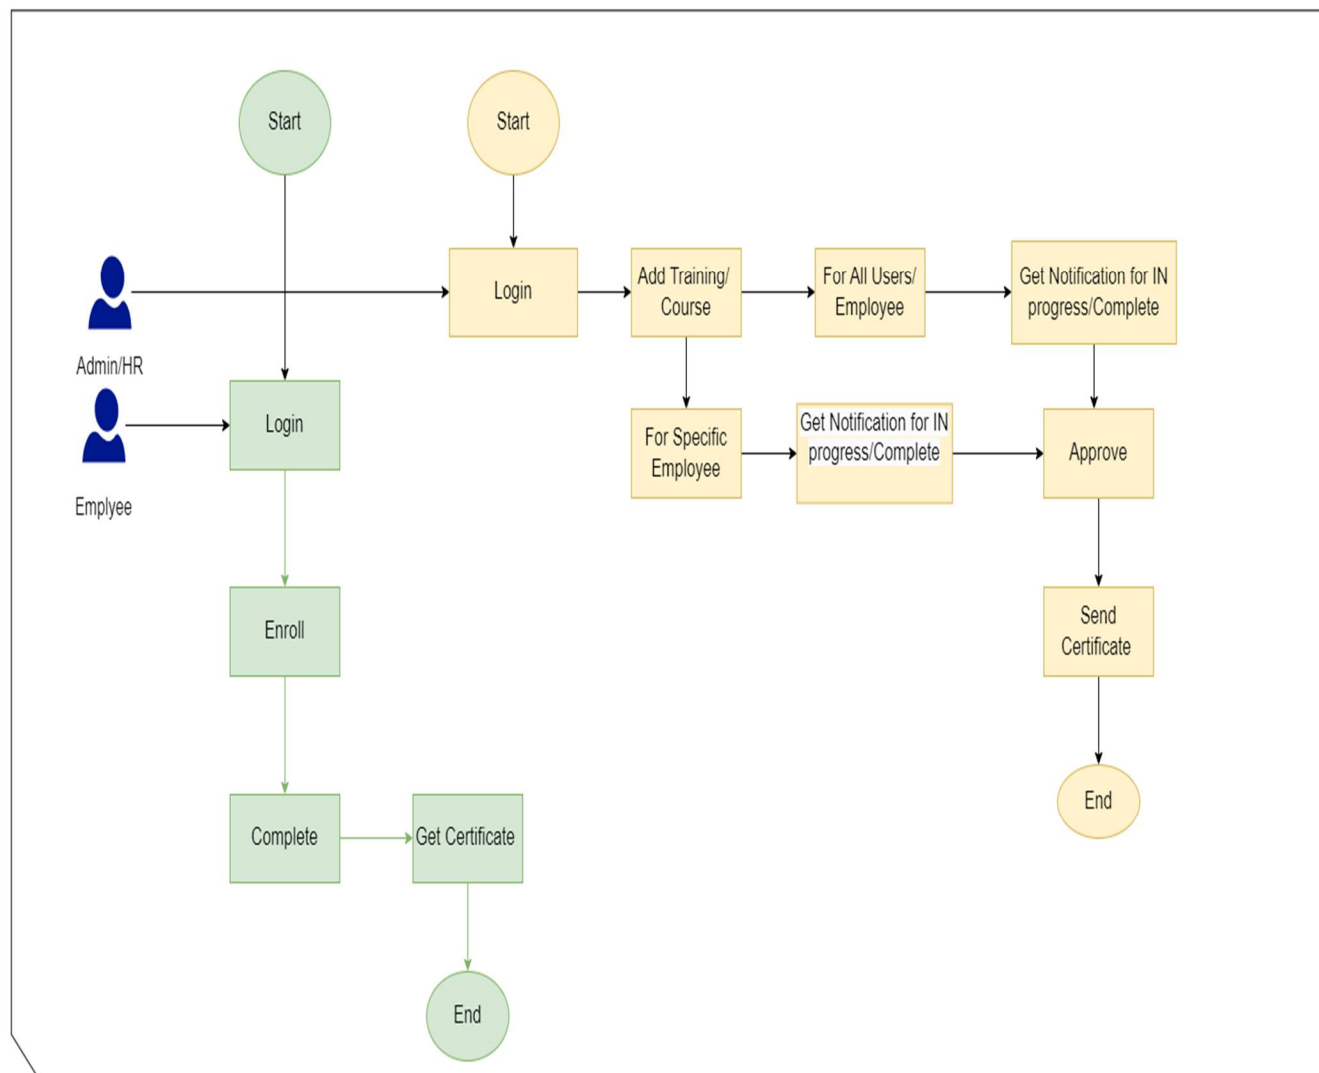 Start
Start
Login
Add Training/
Course
For All Users/
Employee
Get Notification for IN
progress/Complete
Admin/HR
Login
For Specific
Employee
Get Notification for IN
progress/Complete
Approve
Emplyee
Enroll
Send
Certificate
Complete
Get Certificate
End
End